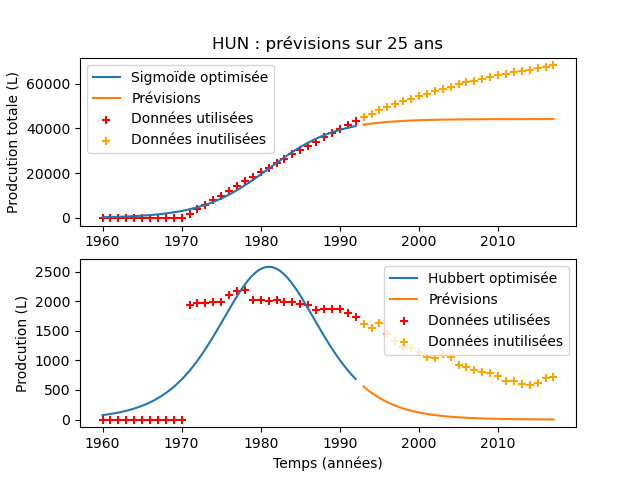 HUN : prévisions sur 25 ans
Prodcution totale (L)
60000
40000
20000
0
Sigmoïde optimisée
Prévisions
Données utilisées
Données inutilisées
1960 1970 1980 1990 2000 2010
Prodcution (L)
2500
2000
1500
1000
500
0
Hubbert optimisée
Prévisions
Données utilisées
Données inutilisées
1960 1970 1980 1990 2000 2010
Temps (années)